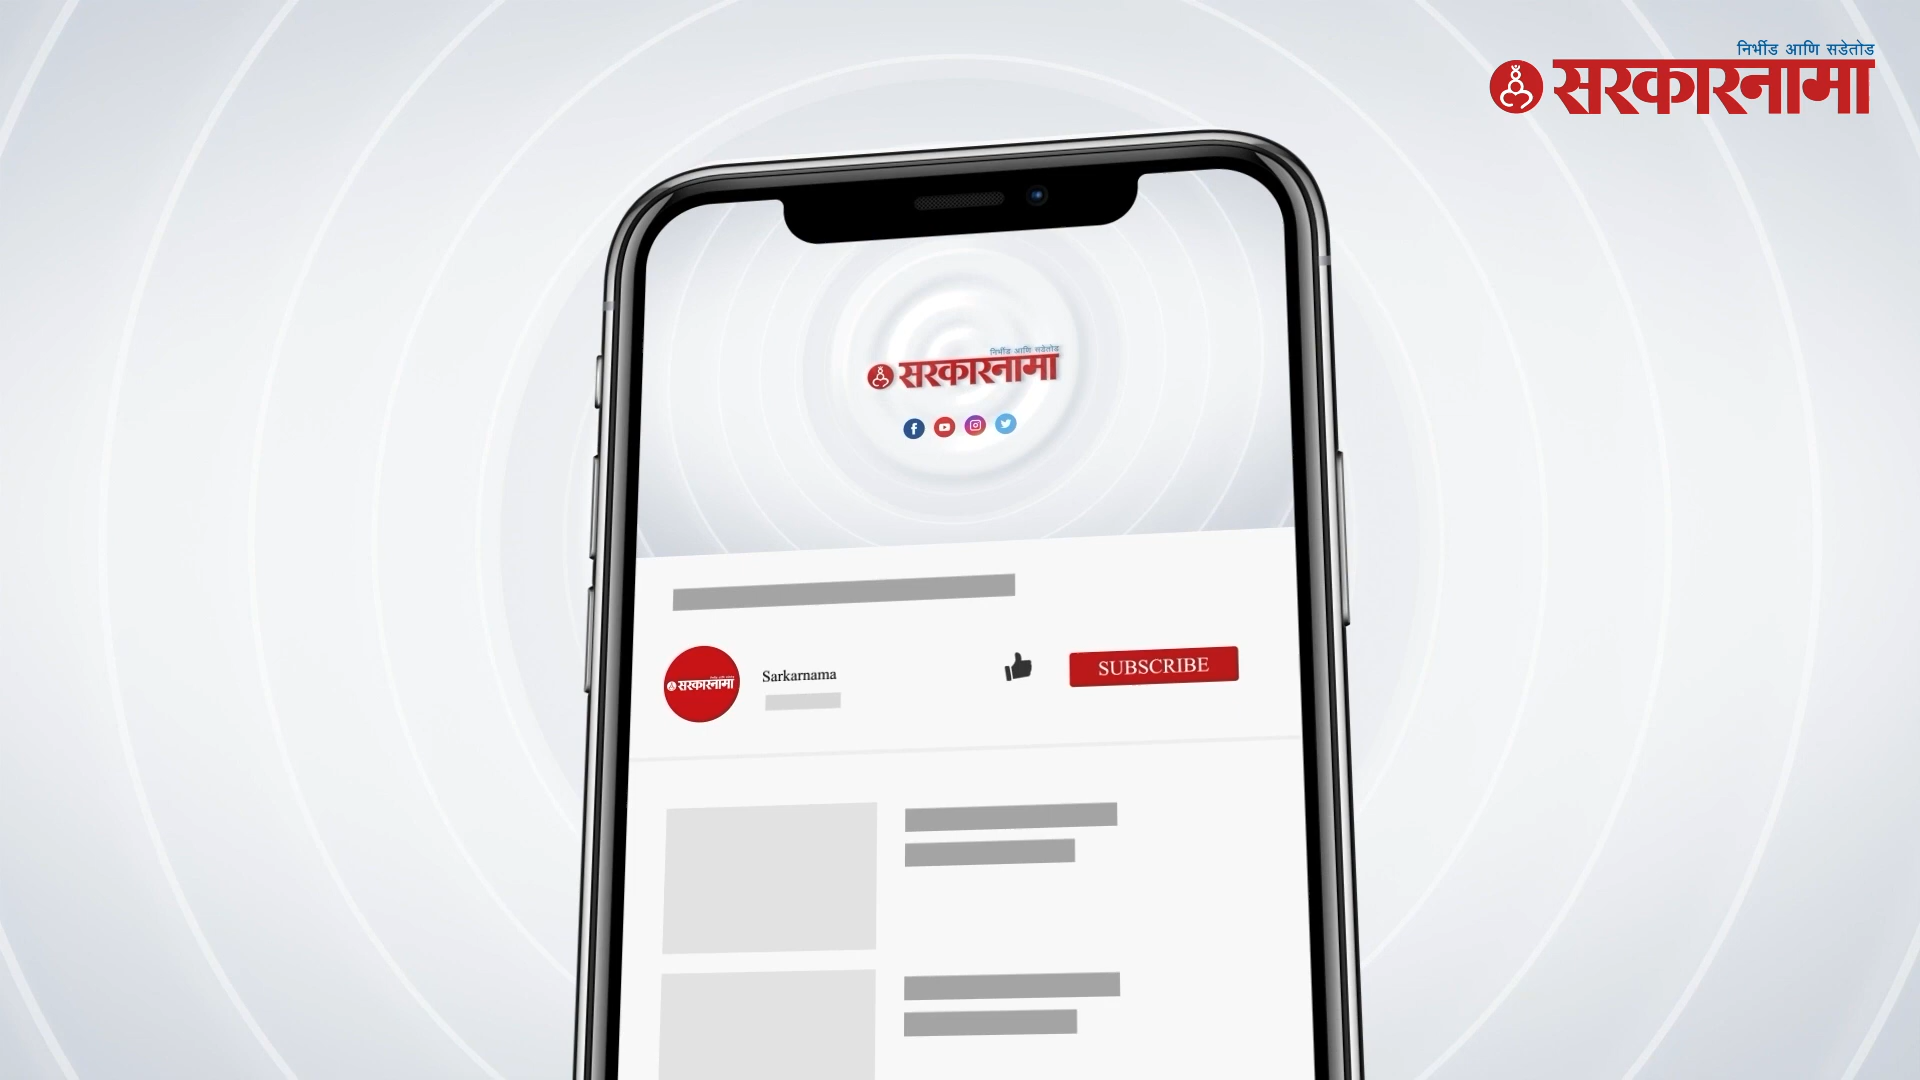 निर्भीड आणि सडेतोड
सरकारनामा
निर्भीड आणि सडेतोड
सरकारनामा
सरकारनामा
Sarkarnama
SUBSCRIBE